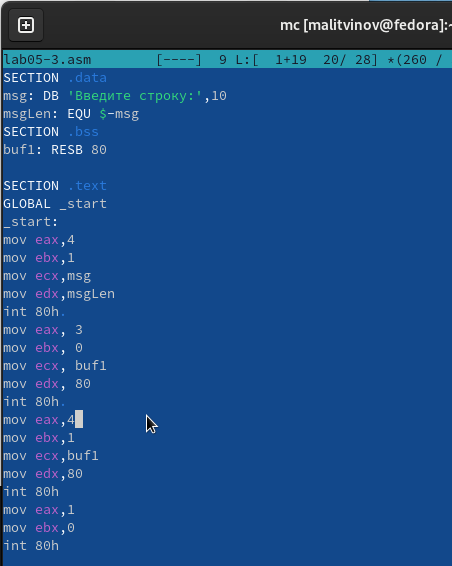 mc [malitvinov@fedora]:~
lab05-3.asm [----] 9 L:[ 1+19 20/ 28] *(260 /
SECTION .data
msg: DB 'Введите строку:',10
msgLen: EQU $-msg
SECTION .bss
buf1: RESB 80
SECTION .text
GLOBAL _start
_start:
mov eax,4
mov ebx,1
mov ecx,msg
mov edx,msgLen
int 80h.
mov eax, 3
mov ebx, 0
mov ecx, buf1
mov edx, 80
int 80h.
mov eax,4
mov ebx,1
mov ecx,buf1
mov edx,80
int 80h
mov eax,1
mov ebx,0
int 80h